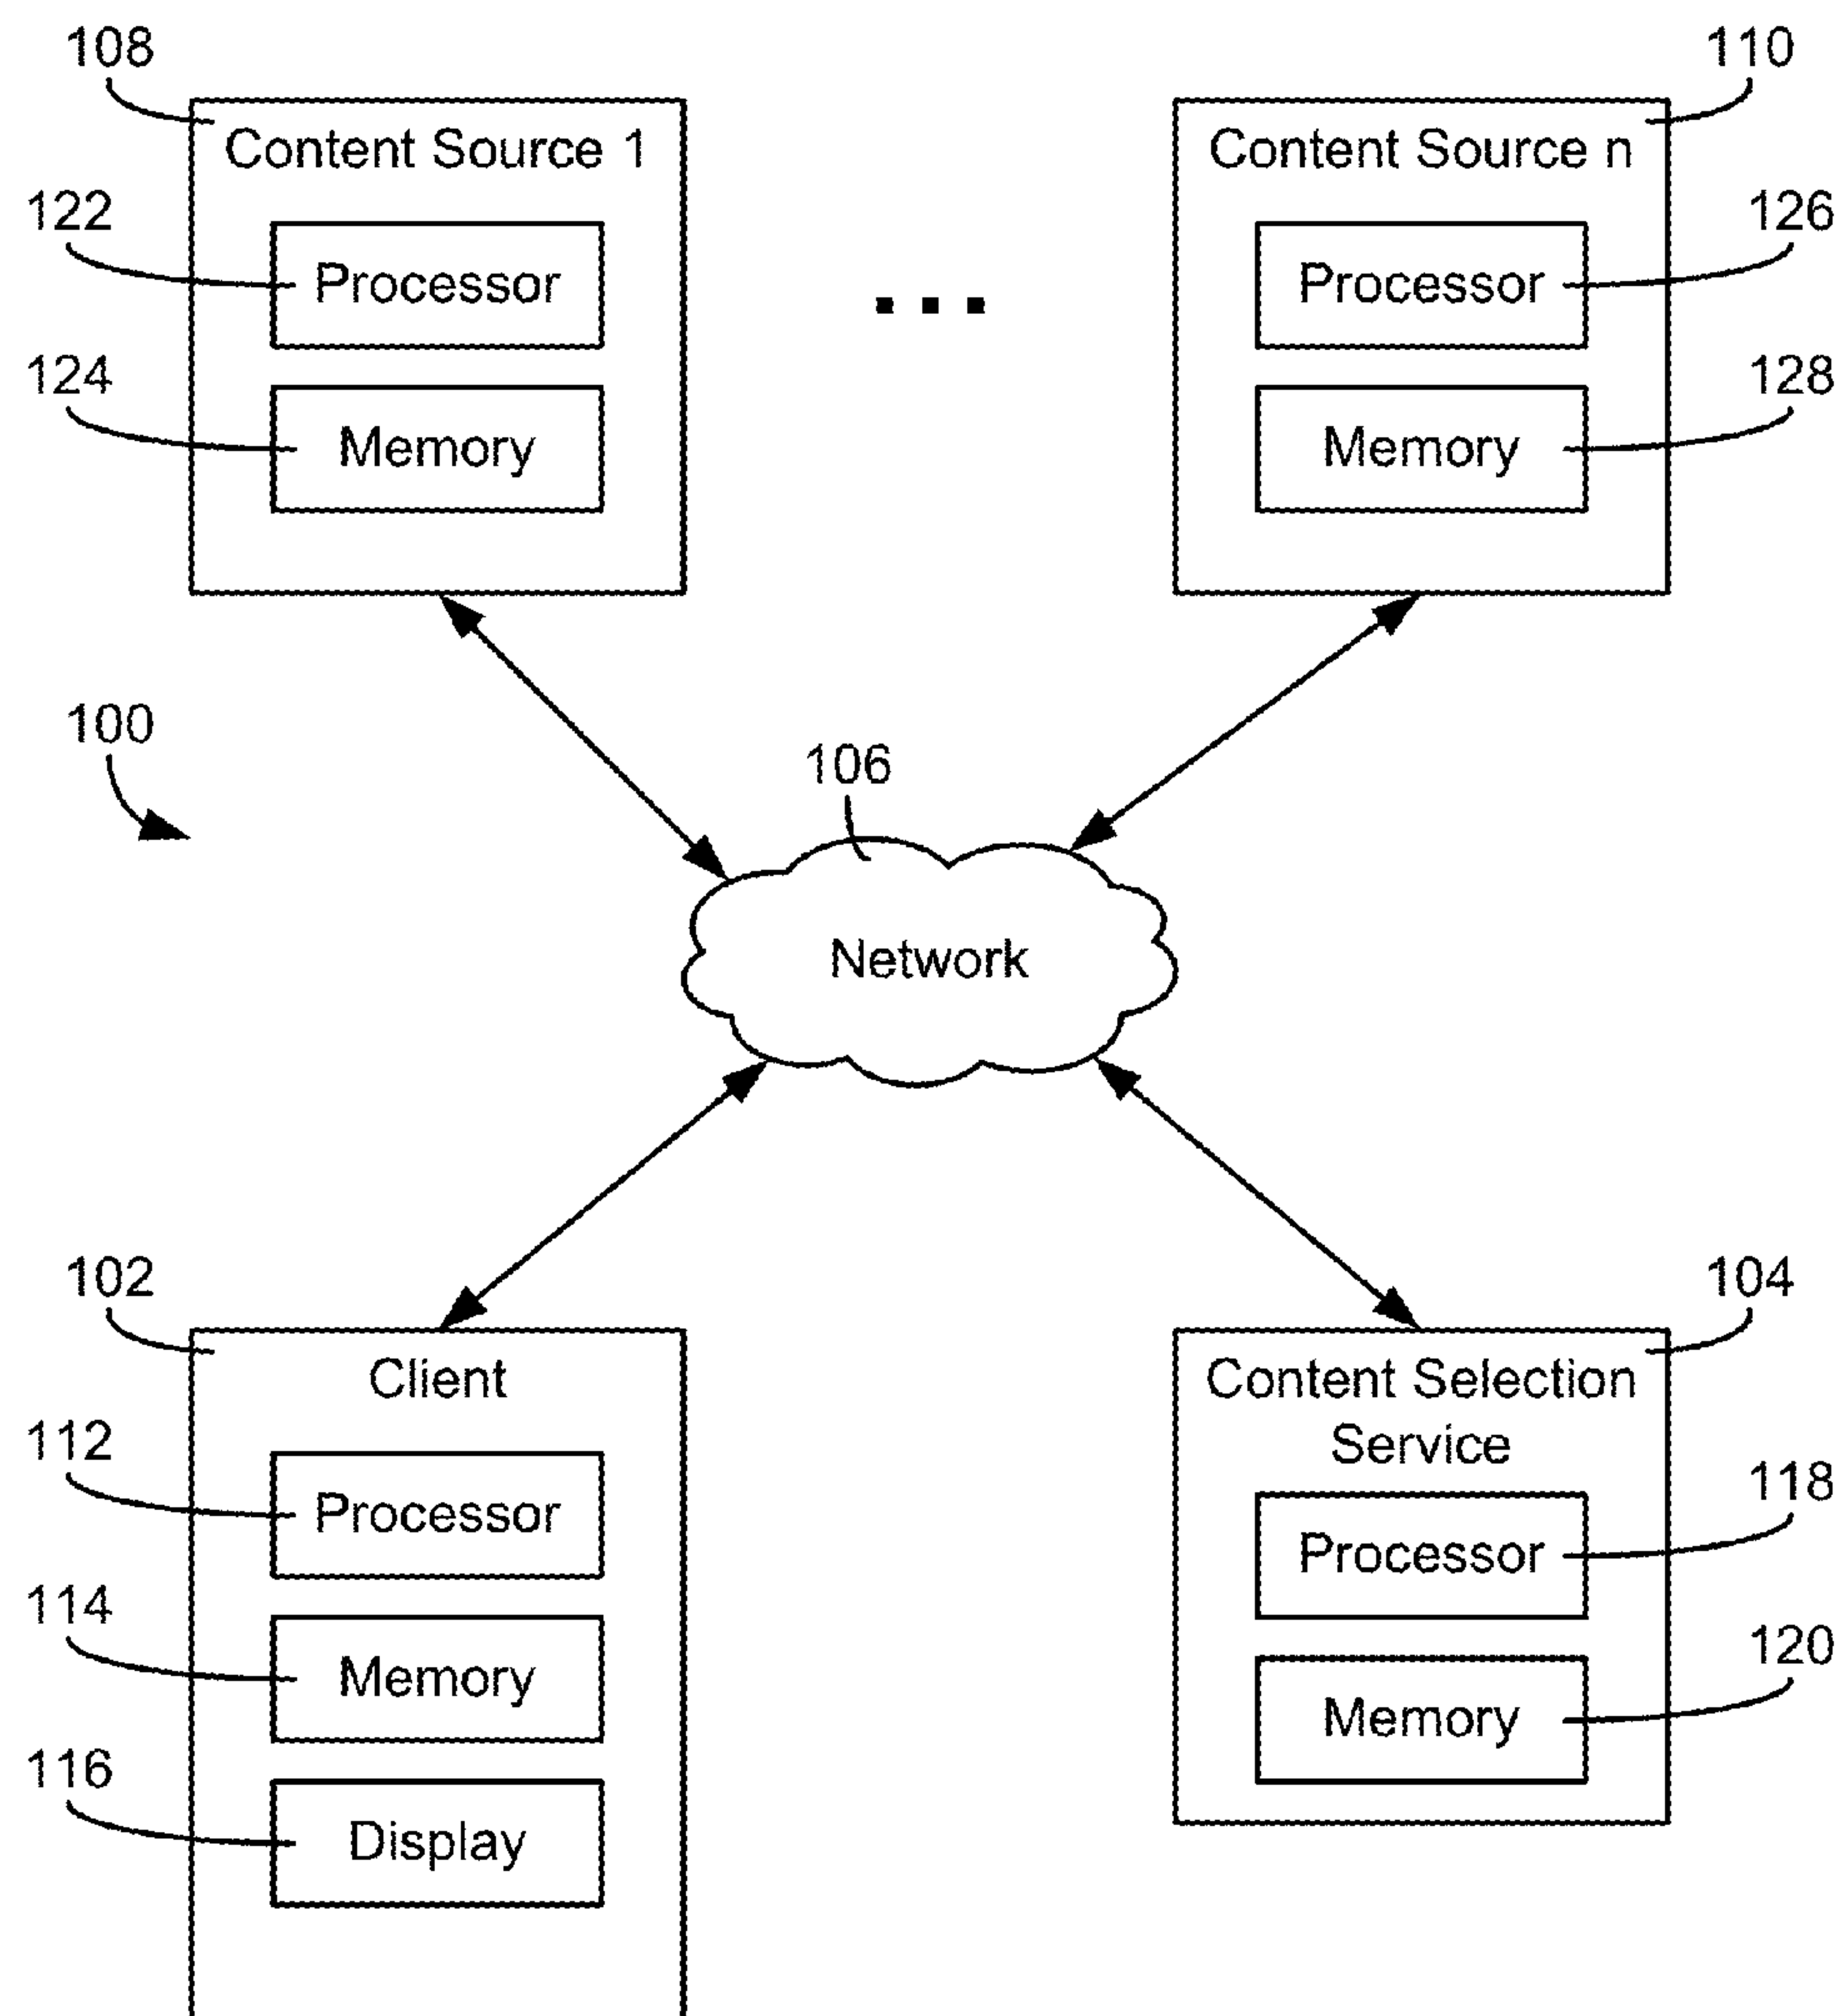 108
110
Content Source 1
Content Source n
122
Processor
Processor
126
...
124
Memory
Memory
128
100
106
Network
102
104
Client
Content Selection
Service
112
Processor
118
Processor
114
Memory
120
Memory
116
Display